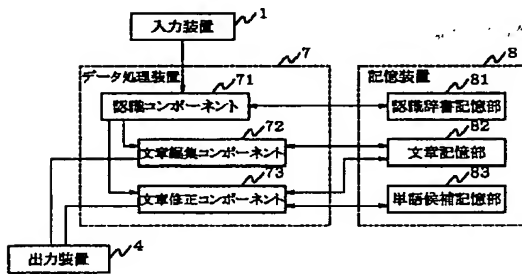 1
入力装置
7
8
データ処理装置
71
記憶装置
81
認識コンポーネント
認識辞書記憶部
72
82
文章編集コンポーネント
文章記憶部
73
83
文章修正コンポーネント
単語候補記憶部
4
出力装置